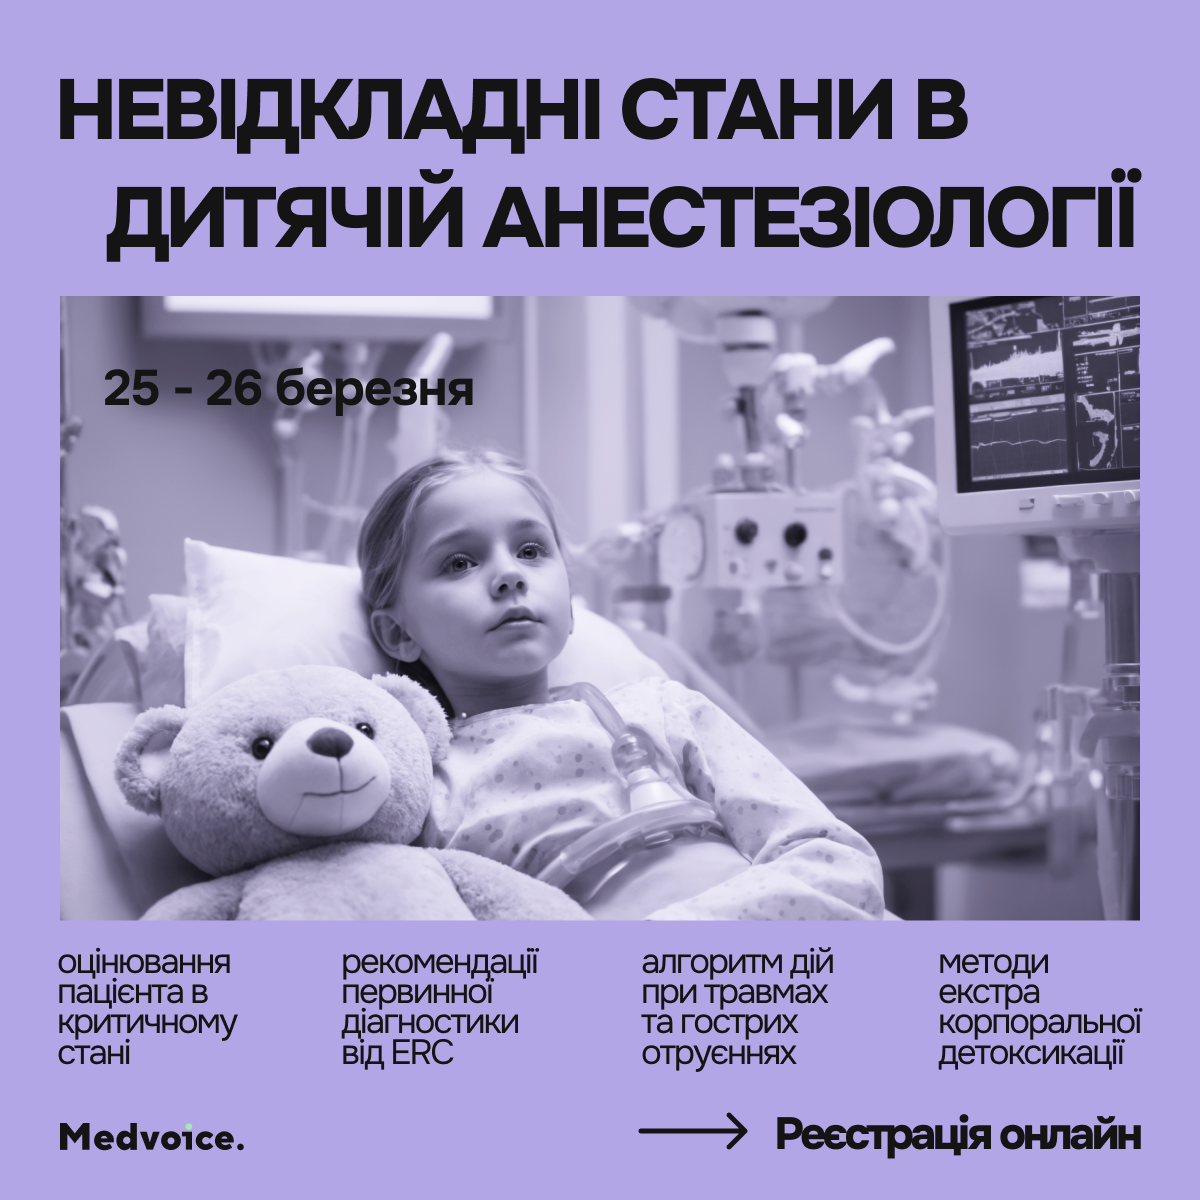 НЕВІДКЛАДНІ СТАНИ В
ДИТЯЧІЙ АНЕСТЕЗІОЛОГІЇ
25 - 26 березня
оцінювання
пацієнта в
критичному
стані
рекомендації
первинної
діагностики
від ERC
алгоритм дій
при травмах
та гострих
отруєннях
методи
екстра
корпоральної
детоксикації
Medvoice.
Реєстрація онлайн